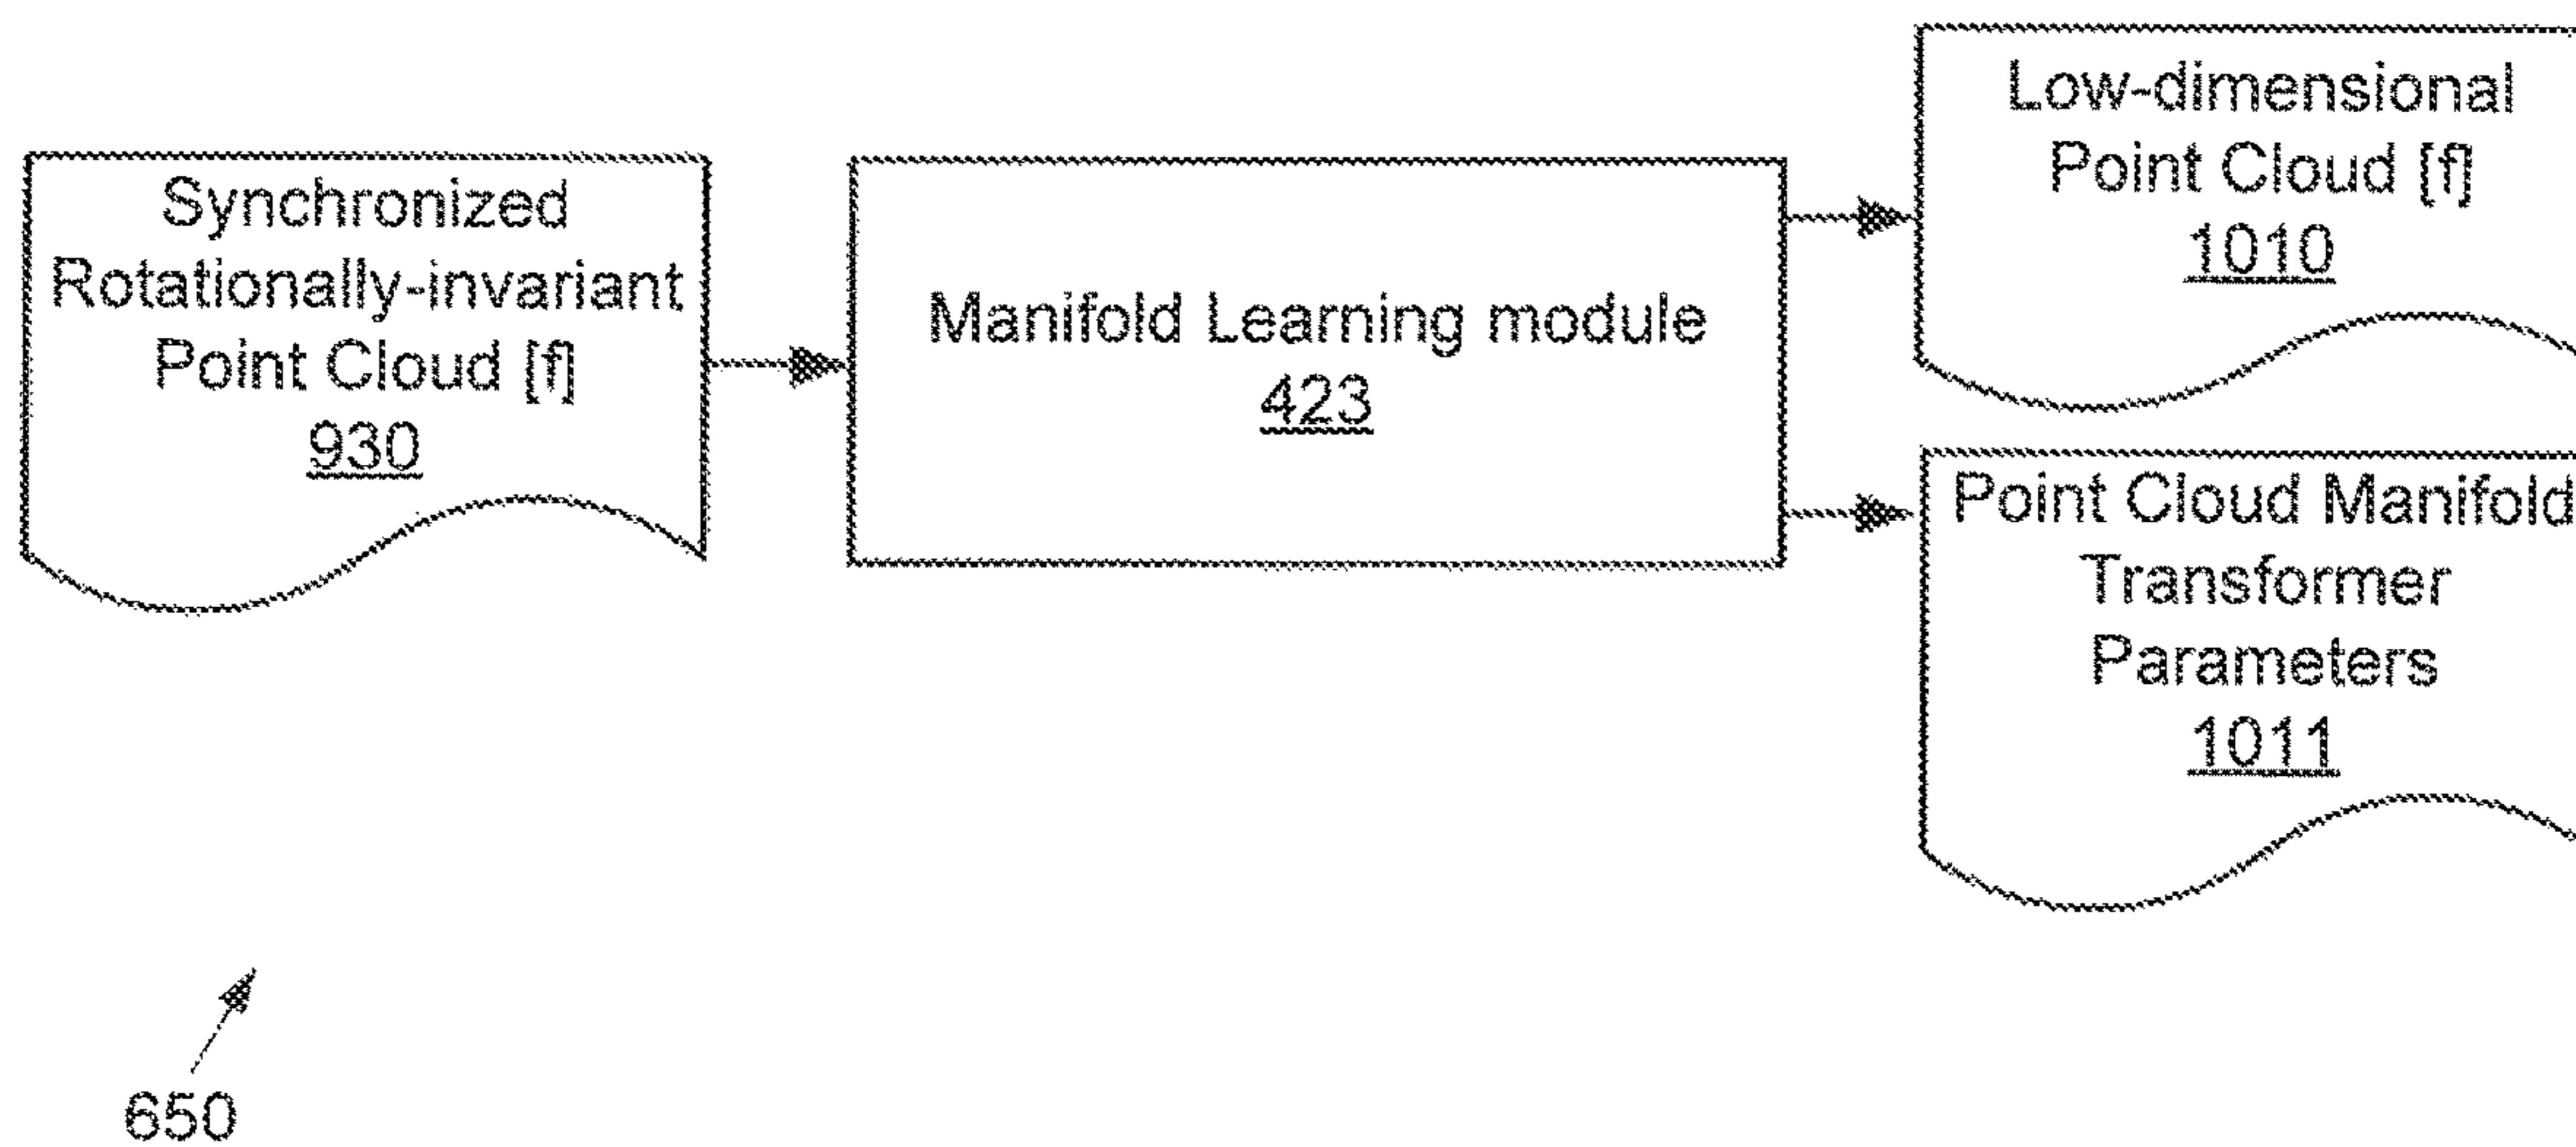 Synchronized
Rotationally-invariant
Point Cloud [f]
930
Manifold Learning module
423
Low-dimensional
Point Cloud [f]
1010
Point Cloud Manifold
Transformer
Parameters
1011
650